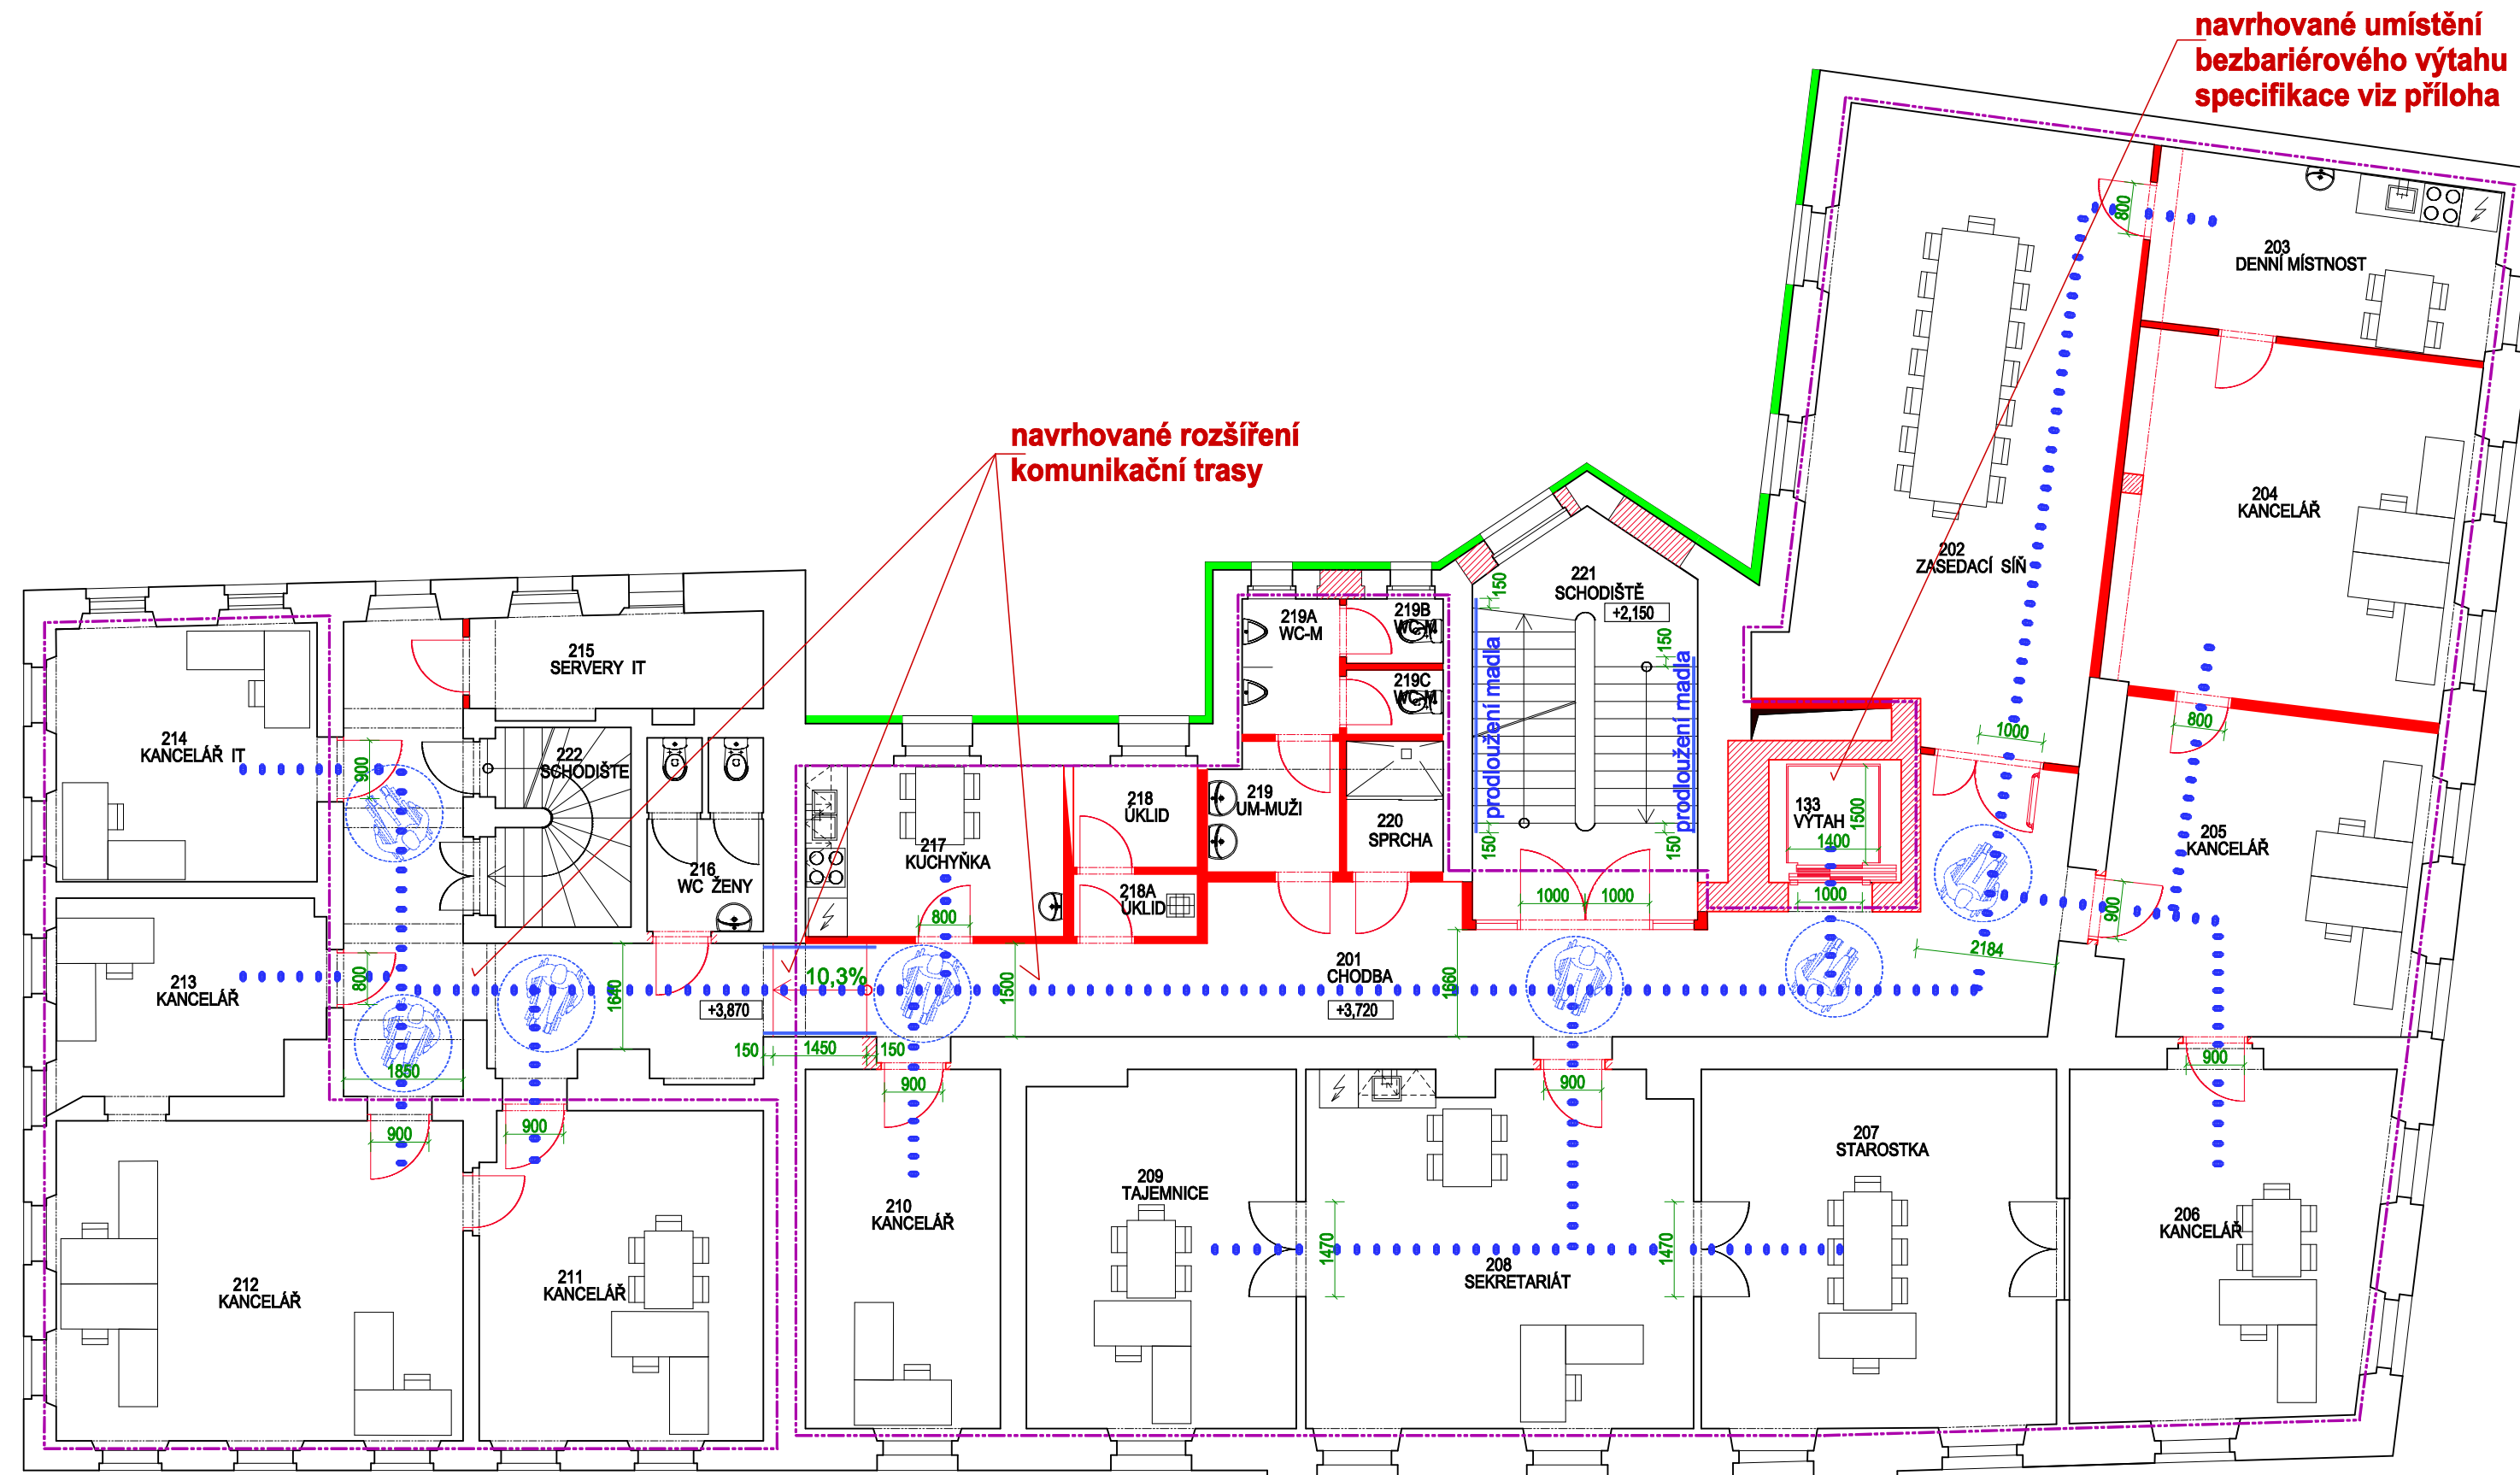 navrhované umístění
bezbariérového výtahu
specifikace viz příloha
800
203
DENNÍ MÍSTNOST
navrhované rozšíření
komunikační trasy
204
KANCELÁŘ
202
ZASEDACÍ SÍŇ
221
SCHODIŠTĚ
+2,150
150
150
prodloužení madla
prodloužení madla
150
150
219A
WC-M
219B
WC-M
219C
WC-M
215
SERVERY IT
214
KANCELÁŘ IT
900
222
SCHODIŠTĚ
216
WC ŽENY
217
KUCHYŇKA
800
218
ÚKLID
218A
ÚKLID
219
UM-MUŽI
220
SPRCHA
1000
1000
133
VÝTAH
1500
1400
1000
1000
800
205
KANCELÁŘ
900
2184
213
KANCELÁŘ
800
1850
1640
+3,870
10,3%
150
1450
150
1500
201
CHODBA
+3,720
1660
900
900
900
900
900
207
STAROSTKA
209
TAJEMNICE
210
KANCELÁŘ
206
KANCELÁŘ
1470
1470
208
SEKRETARIÁT
211
KANCELÁŘ
212
KANCELÁŘ